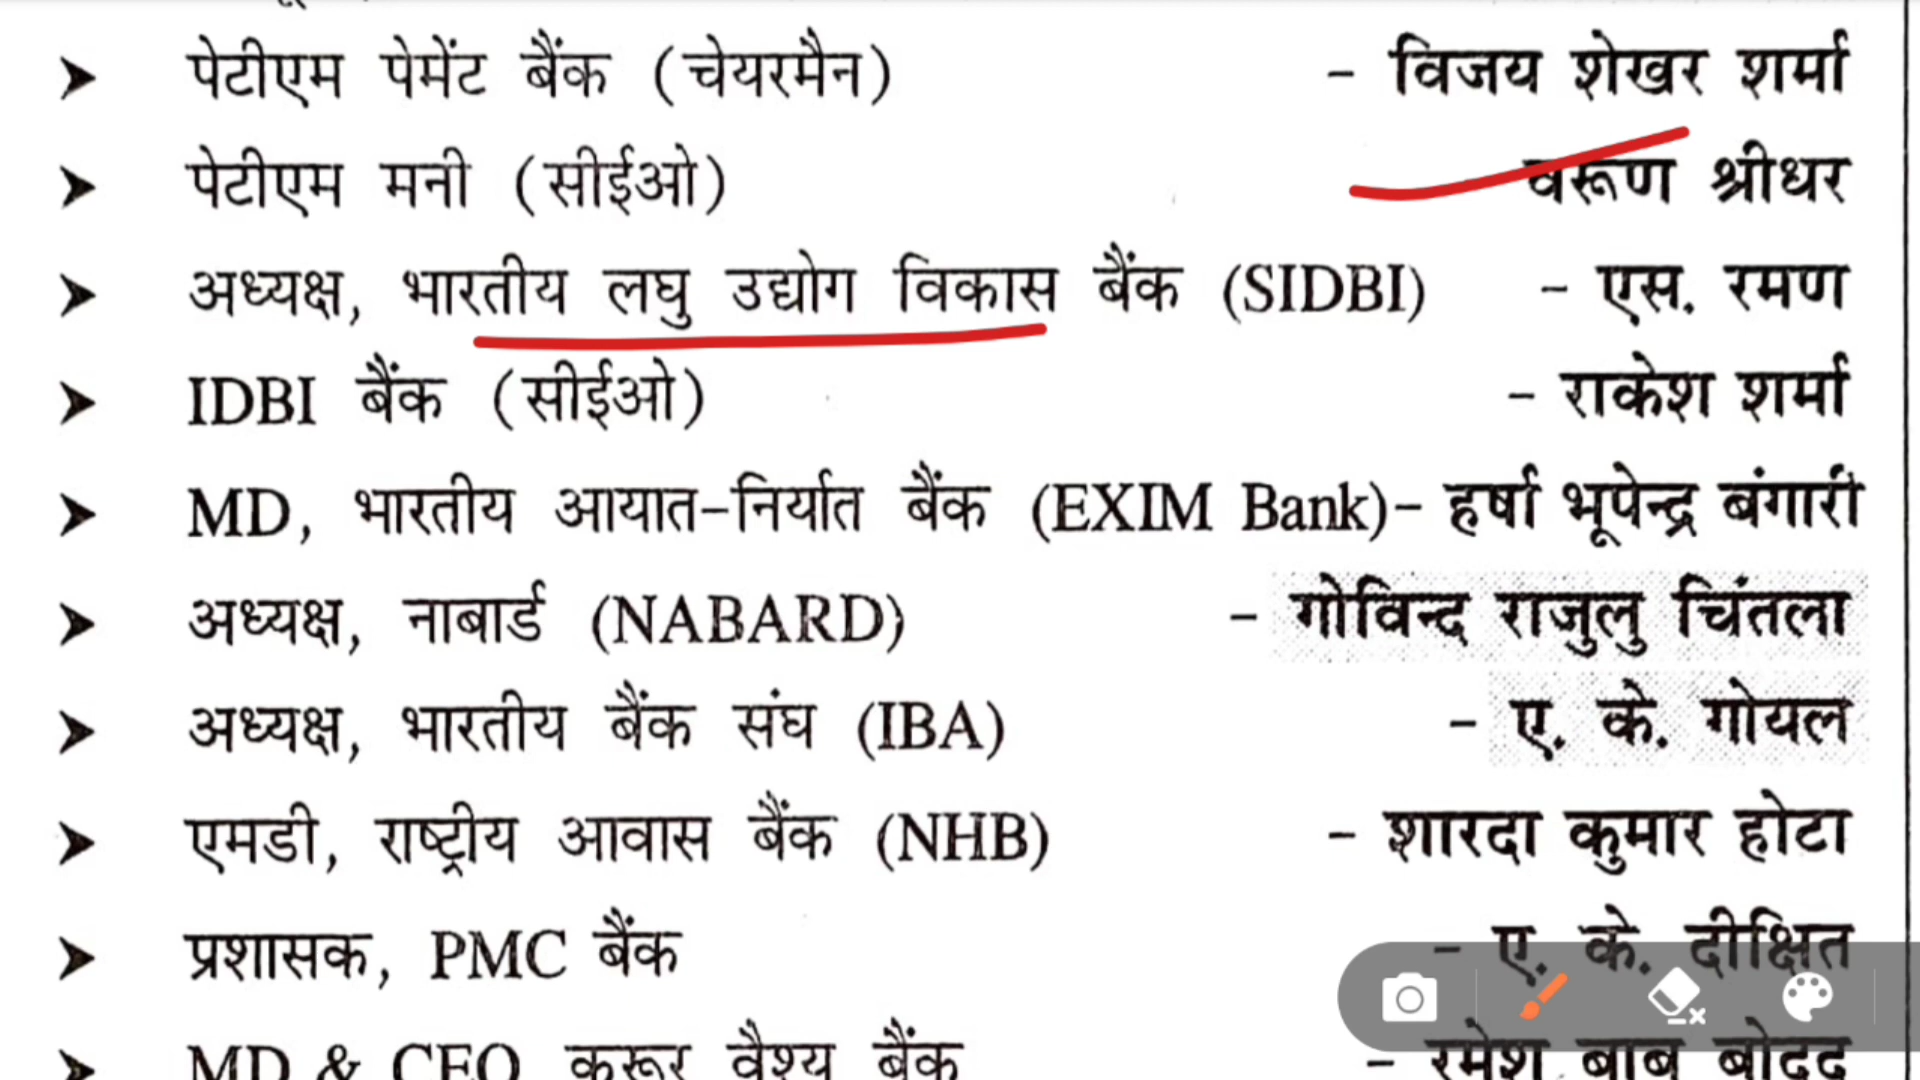 ➤ पेटीएम पेमेंट बैंक (चेयरमैन) - विजय शेखर शर्मा
➤ पेटीएम मनी (सीईओ) वरूण श्रीधर
➤ अध्यक्ष, भारतीय लघु उद्योग विकास बैंक (SIDBI) - एस. रमण
➤ IDBI बैंक (सीईओ) - राकेश शर्मा
➤ MD, भारतीय आयात-निर्यात बैंक (EXIM Bank)- हर्षा भूपेन्द्र बंगारी
➤ अध्यक्ष, नाबार्ड (NABARD) - गोविन्द राजुलु चिंतला
➤ अध्यक्ष, भारतीय बैंक संघ (IBA) - ए. के. गोयल
➤ एमडी, राष्ट्रीय आवास बैंक (NHB) - शारदा कुमार होटा
➤ प्रशासक, PMC बैंक - ए. के. दीक्षित
➤ MD & CEO करूर वैश्य बैंक - रमेश बाबू